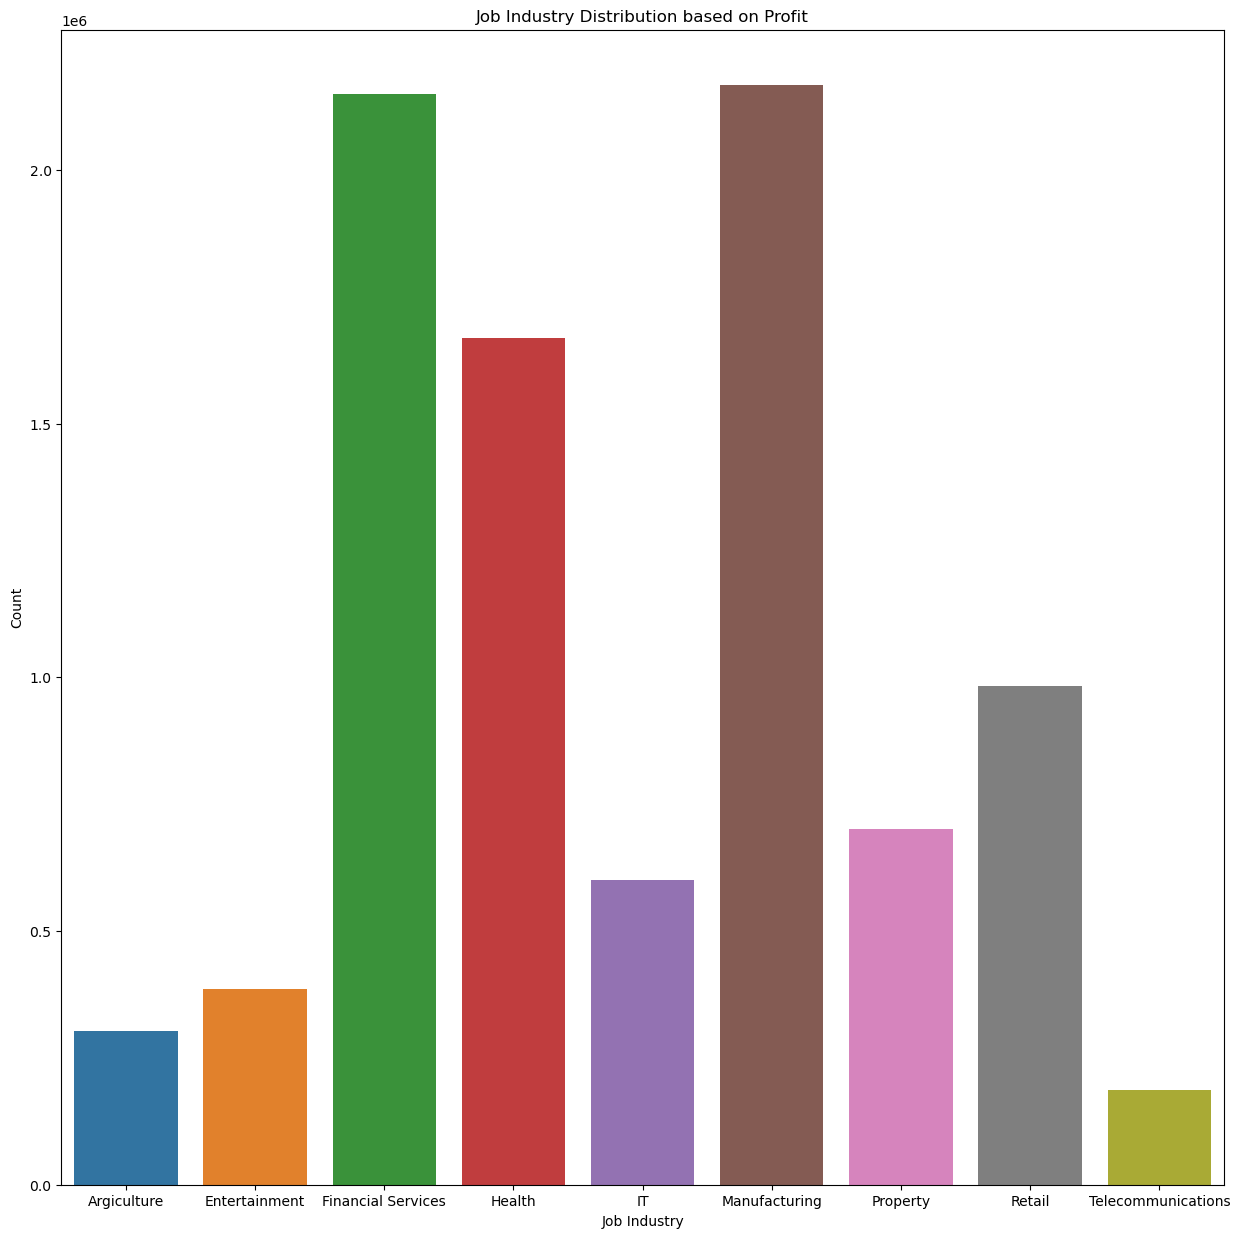 Job Industry Distribution based on Profit
1e6
2.0
1.5
1.0
0.5
0.0
Count
Argiculture Entertainment Financial Services Health IT Manufacturing Property Retail Telecommunications
Job Industry